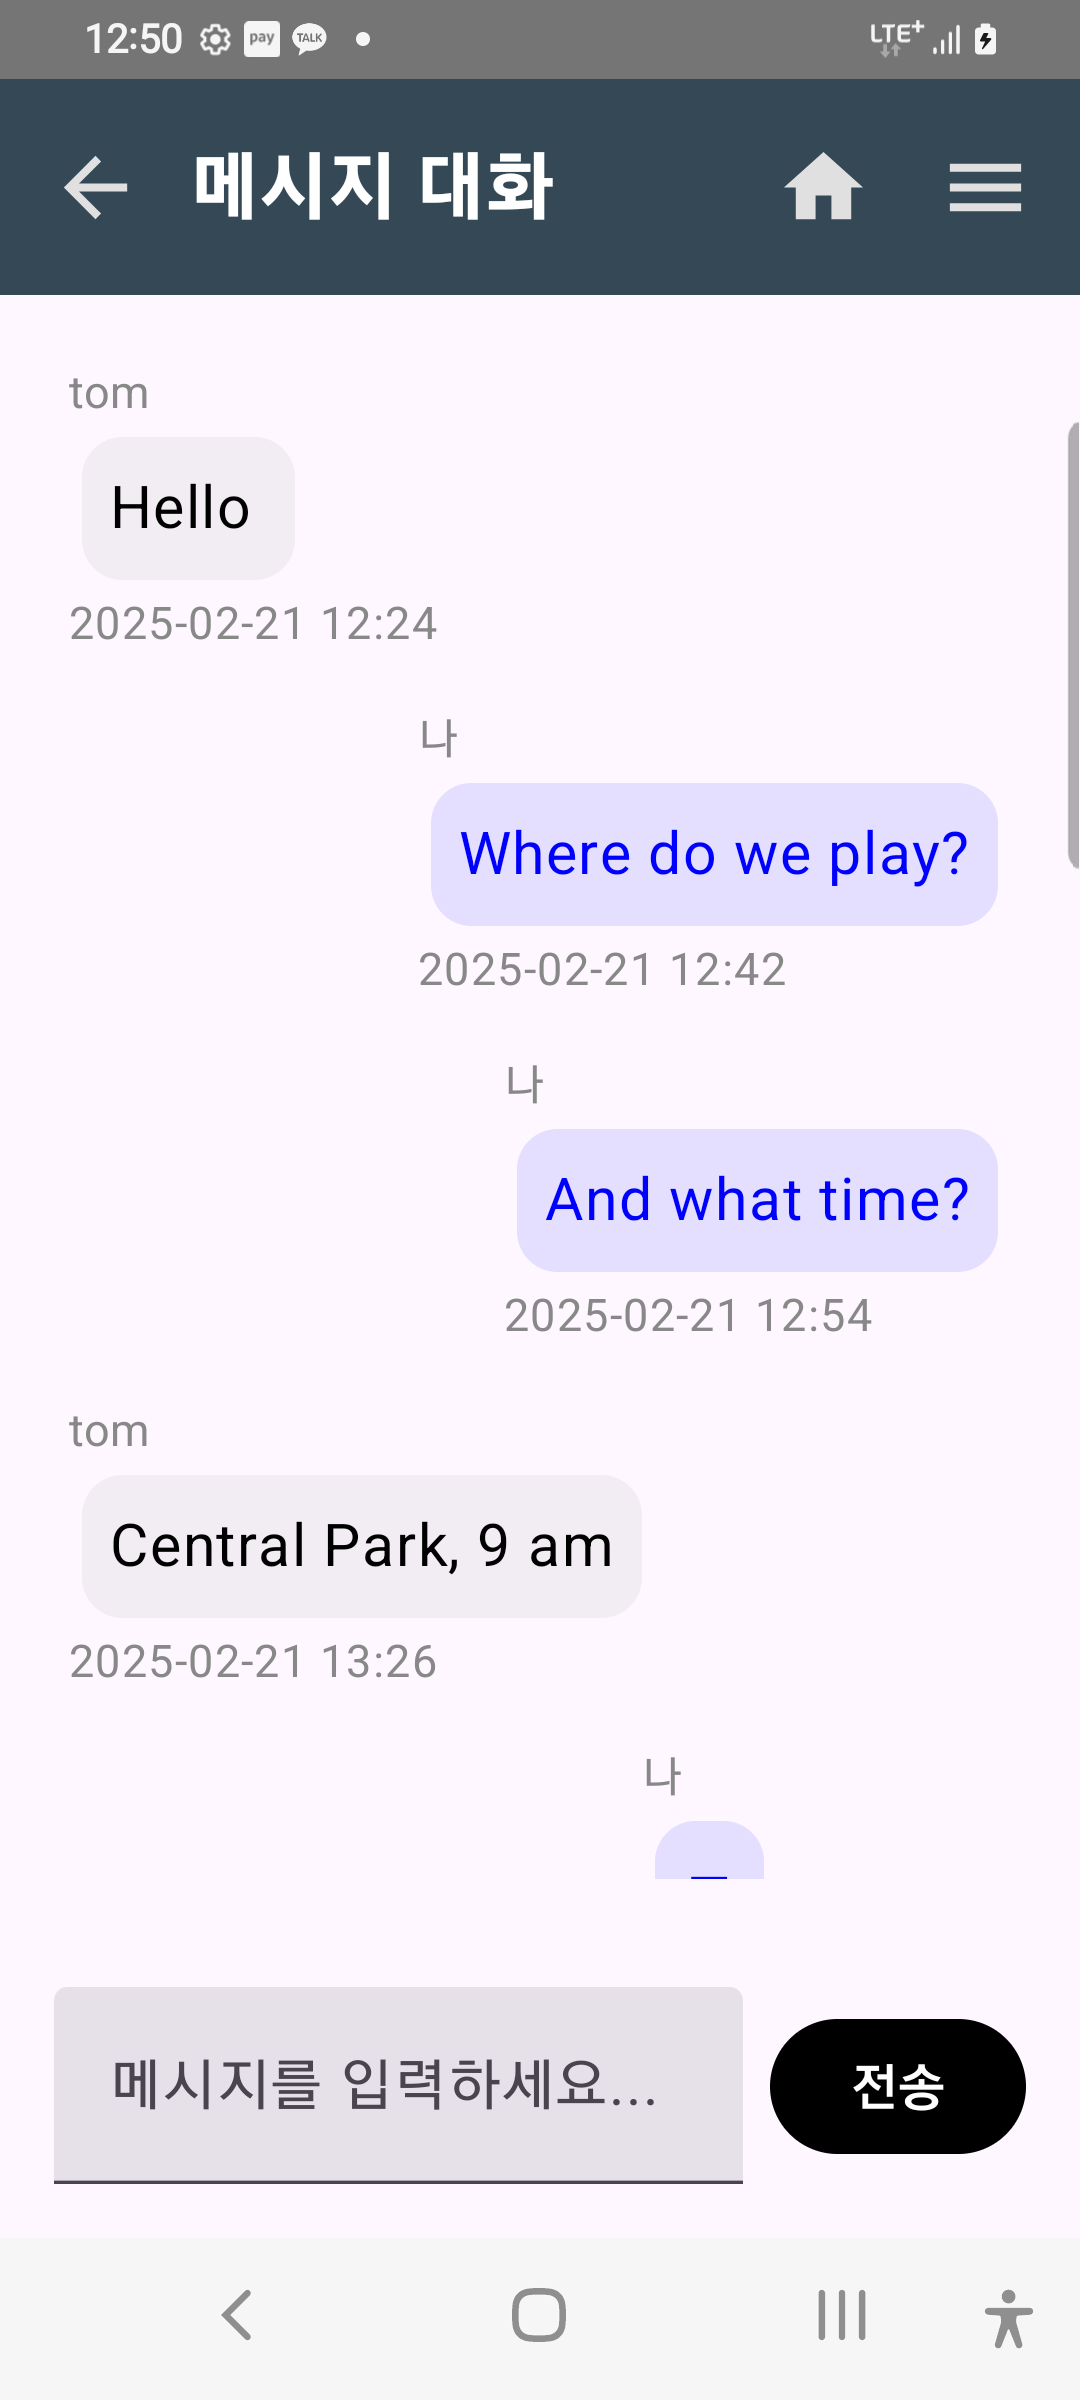 12:50 pay TALK LTE+
메시지 대화
tom
Hello
2025-02-21 12:24
나
Where do we play?
2025-02-21 12:42
나
And what time?
2025-02-21 12:54
tom
Central Park, 9 am
2025-02-21 13:26
나
메시지를 입력하세요...
전송